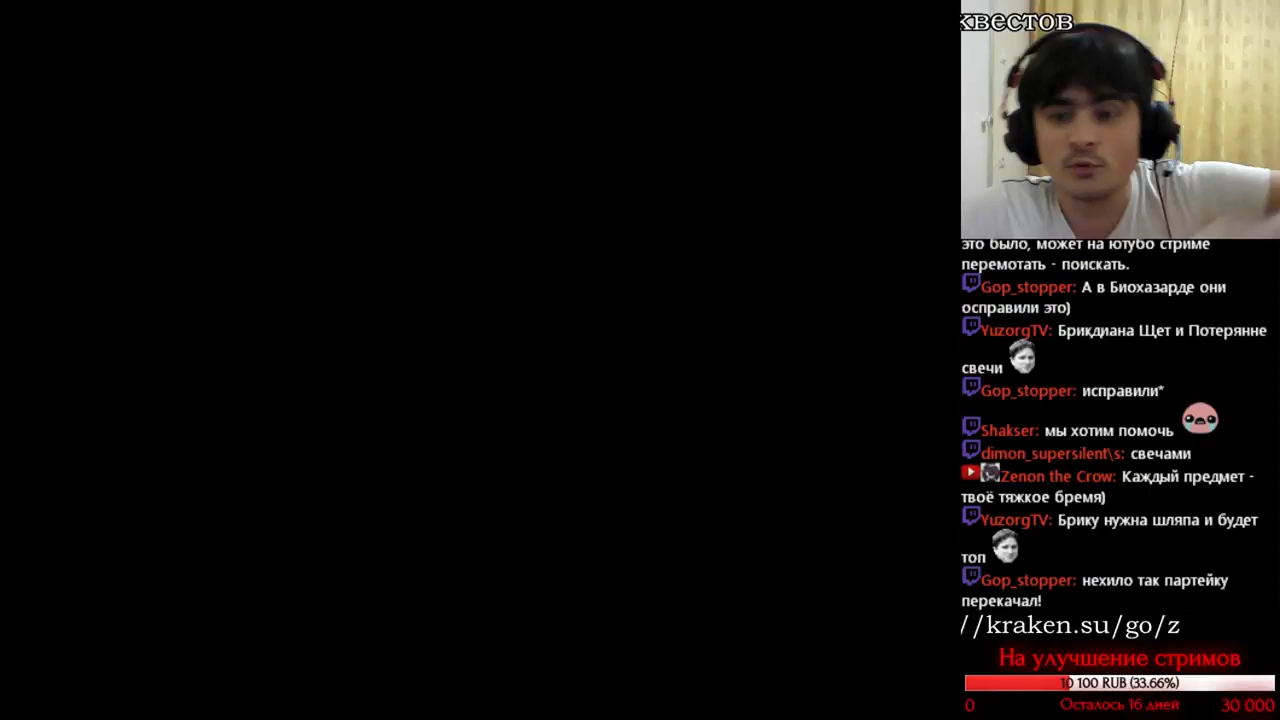 квестов
это было, может на ютубо стриме
перемотать - поискать.
Gop_stopper: А в Биохазарде они
осправили это)
YuzorgTV: Брикдиана Щет и Потерянне
свечи
Gop_stopper: исправили*
Shakser: мы хотим помочь
dimon_supersilent\s: свечами
Zenon the Crow: Каждый предмет -
твоё тяжкое бремя)
YuzorgTV: Брику нужна шляпа и будет
топ
Gop_stopper: нехило так партейку
перекачал!
//kraken.su/go/z
На улучшение стримов
10 100 RUB (33.66%)
0 Осталось 16 дней 30 000